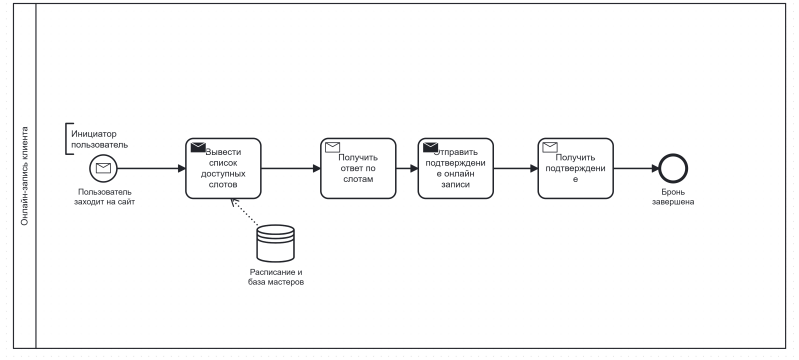 Онлайн-запись клиента
Инициатор
пользователь
Пользователь
заходит на сайт
Вывести
список
доступных
слотов
Расписание и
база мастеров
Получить
ответ по
слотам
Отправить
подтверждени
е онлайн
записи
Получить
подтверждени
е
Бронь
завершена